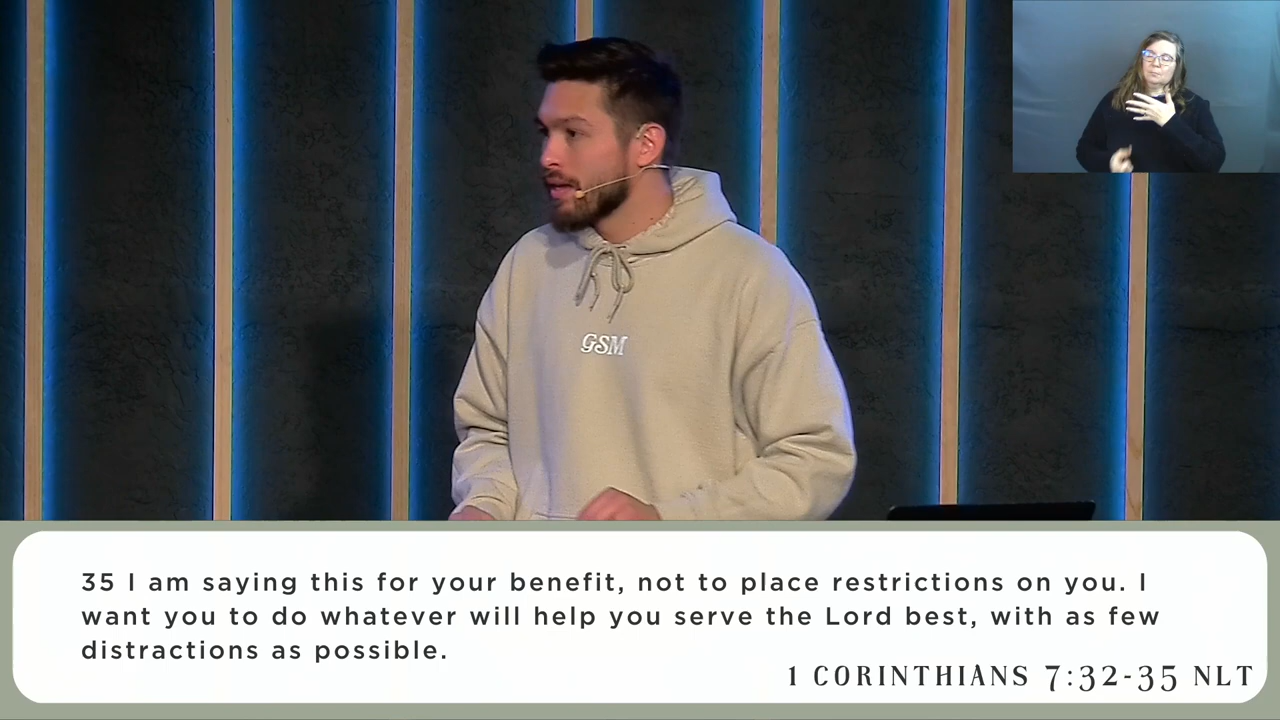 GSM
35 I am saying this for your benefit, not to place restrictions on you. I
want you to do whatever will help you serve the Lord best, with as few
distractions as possible.
1 CORINTHIANS 7:32-35 NLT